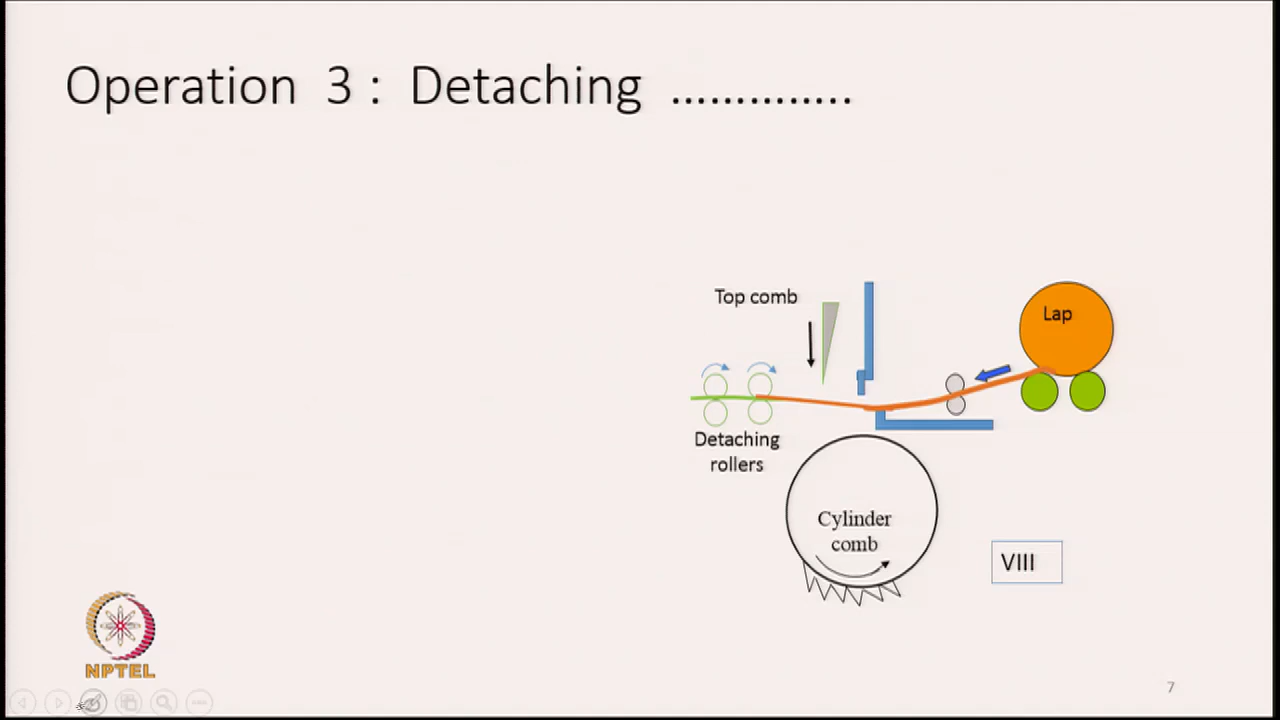 Operation 3 : Detaching ..............
Top comb
Lap
Detaching
rollers
Cylinder
comb
VIII
NPTEL
7